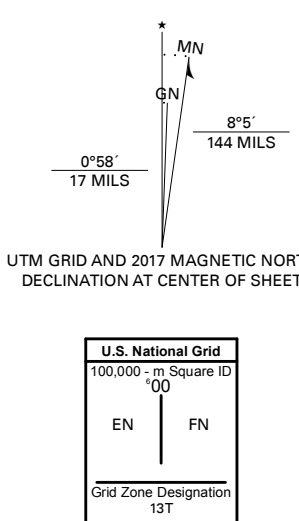 ★
MN
GN
8°5´
144 MILS
0°58´
17 MILS
UTM GRID AND 2017 MAGNETIC NORT
DECLINATION AT CENTER OF SHEET
U.S. National Grid
100,000 - m Square ID
⁶00
EN FN
Grid Zone Designation
13T